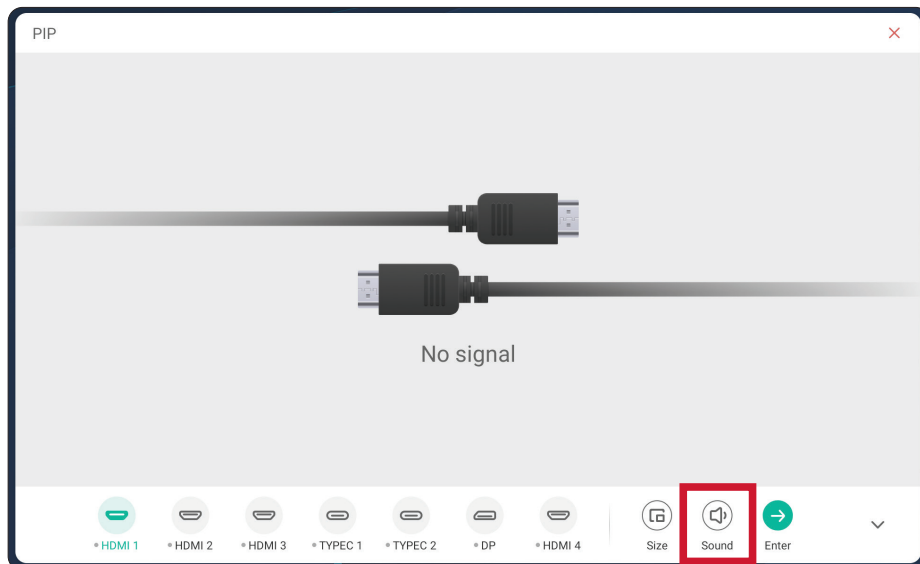 PIP
No signal
HDMI 1
HDMI 2
HDMI 3
TYPEC 1
TYPEC 2
DP
HDMI 4
Size
Sound
Enter